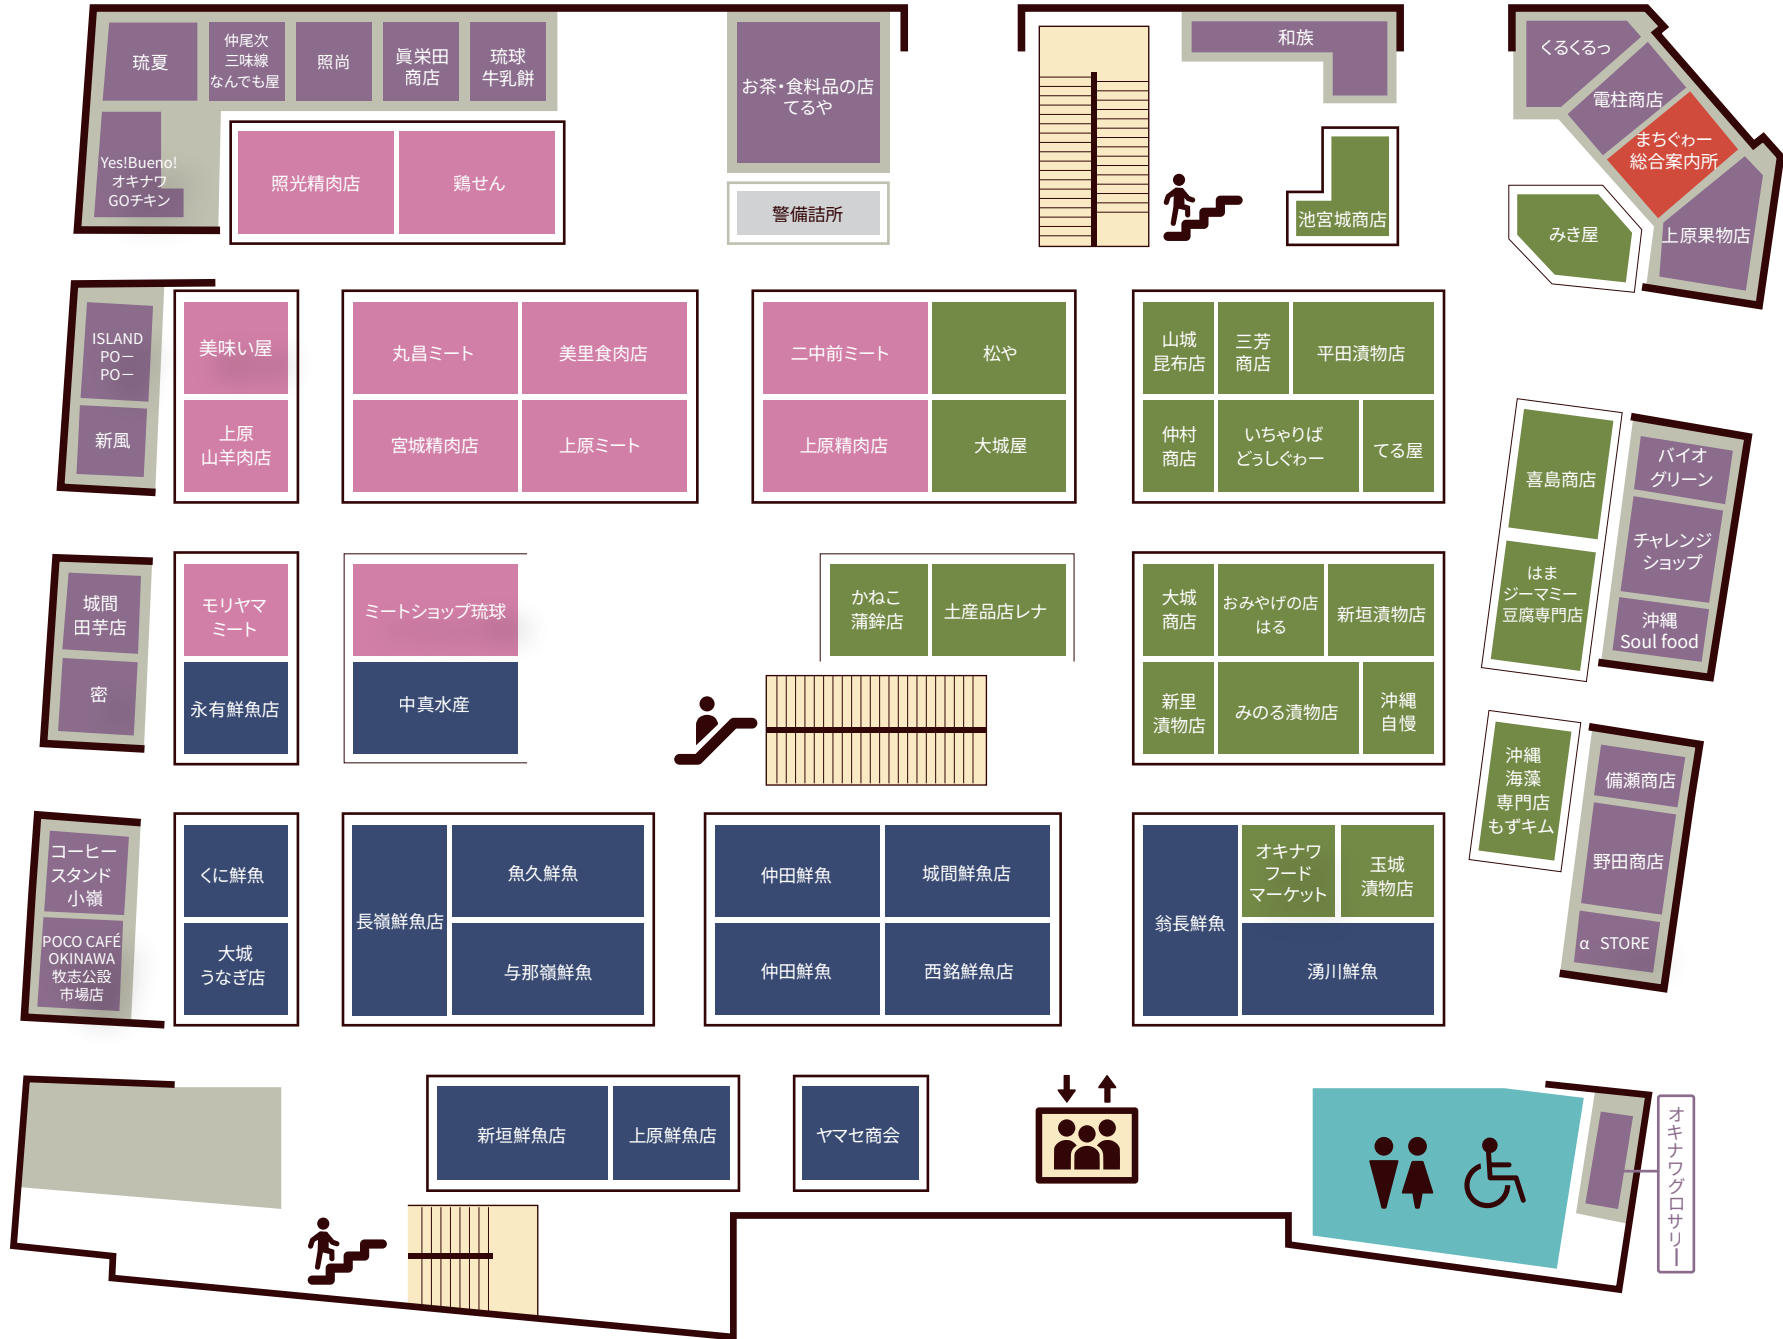 琉夏
仲尾次
三味線
なんでも屋
照尚
眞栄田
商店
琉球
牛乳餅
お茶・食料品の店
てるや
和族
くるくるっ
電柱商店
まちぐゎー
総合案内所
上原果物店
みき屋
Yes!Bueno!
オキナワ
GOチキン
照光精肉店
鶏せん
警備詰所
池宮城商店
ISLAND
POー
POー
新風
美味い屋
上原
山羊肉店
丸昌ミート
美里食肉店
宮城精肉店
上原ミート
二中前ミート
松や
上原精肉店
大城屋
山城
昆布店
三芳
商店
平田漬物店
仲村
商店
いちゃりば
どぅしぐゎー
てる屋
喜島商店
はま
ジーマミー
豆腐専門店
バイオ
グリーン
チャレンジ
ショップ
沖縄
Soul food
城間
田芋店
密
モリヤマ
ミート
永有鮮魚店
ミートショップ琉球
中真水産
かねこ
蒲鉾店
土産品店レナ
大城
商店
おみやげの店
はる
新垣漬物店
新里
漬物店
みのる漬物店
沖縄
自慢
沖縄
海藻
専門店
もずキム
備瀬商店
野田商店
α STORE
コーヒー
スタンド
小嶺
POCO CAFÉ
OKINAWA
牧志公設
市場店
くに鮮魚
大城
うなぎ店
長嶺鮮魚店
魚久鮮魚
与那嶺鮮魚
仲田鮮魚
城間鮮魚店
仲田鮮魚
西銘鮮魚店
翁長鮮魚
オキナワ
フード
マーケット
玉城
漬物店
湧川鮮魚
新垣鮮魚店
上原鮮魚店
ヤマセ商会
オキナワグロサリー